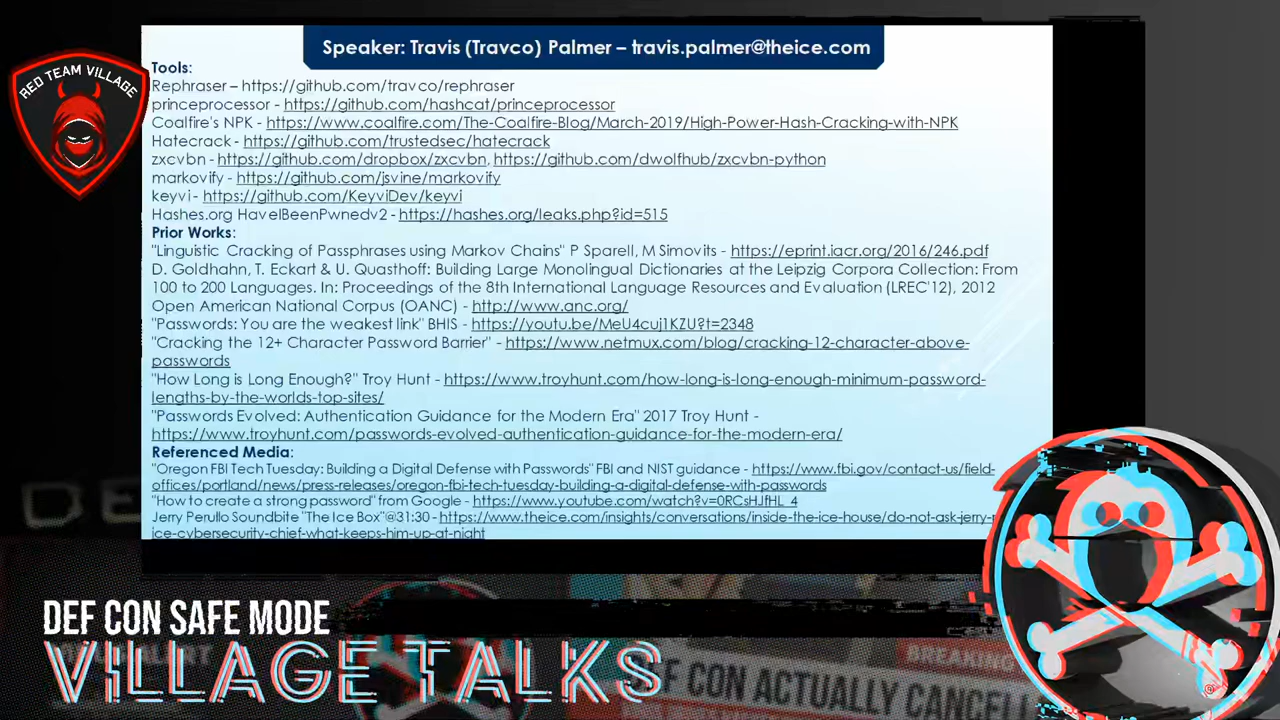 Speaker: Travis (Travco) Palmer – travis.palmer@theice.com
RED TEAM VILLAGE
Tools:
Rephraser – https://github.com/travco/rephraser
princeprocessor - https://github.com/hashcat/princeprocessor
Coalfire's NPK - https://www.coalfire.com/The-Coalfire-Blog/March-2019/High-Power-Hash-Cracking-with-NPK
Hatecrack - https://github.com/trustedsec/hatecrack
zxcvbn - https://github.com/dropbox/zxcvbn, https://github.com/dwolfhub/zxcvbn-python
markovify - https://github.com/jsvine/markovify
keyvi - https://github.com/KeyviDev/keyvi
Hashes.org HaveIBeenPwnedv2 - https://hashes.org/leaks.php?id=515
Prior Works:
"Linguistic Cracking of Passphrases using Markov Chains" P Sparell, M Simovits - https://eprint.iacr.org/2016/246.pdf
D. Goldhahn, T. Eckart & U. Quasthoff: Building Large Monolingual Dictionaries at the Leipzig Corpora Collection: From
100 to 200 Languages. In: Proceedings of the 8th International Language Resources and Evaluation (LREC'12), 2012
Open American National Corpus (OANC) - http://www.anc.org/
"Passwords: You are the weakest link" BHIS - https://youtu.be/MeU4cuj1KZU?t=2348
"Cracking the 12+ Character Password Barrier" - https://www.netmux.com/blog/cracking-12-character-above-
passwords
"How Long is Long Enough?" Troy Hunt - https://www.troyhunt.com/how-long-is-long-enough-minimum-password-
lengths-by-the-worlds-top-sites/
"Passwords Evolved: Authentication Guidance for the Modern Era" 2017 Troy Hunt -
https://www.troyhunt.com/passwords-evolved-authentication-guidance-for-the-modern-era/
Referenced Media:
"Oregon FBI Tech Tuesday: Building a Digital Defense with Passwords" FBI and NIST guidance - https://www.fbi.gov/contact-us/field-
offices/portland/news/press-releases/oregon-fbi-tech-tuesday-building-a-digital-defense-with-passwords
"How to create a strong password" from Google - https://www.youtube.com/watch?v=0RCsHJfHL_4
Jerry Perullo Soundbite "The Ice Box"@31:30 - https://www.theice.com/insights/conversations/inside-the-ice-house/do-not-ask-jerry-
ice-cybersecurity-chief-what-keeps-him-up-at-night
DEF CON SAFE MODE
VILLAGE TALKS
BREAKING
DEF CON ACTUALLY